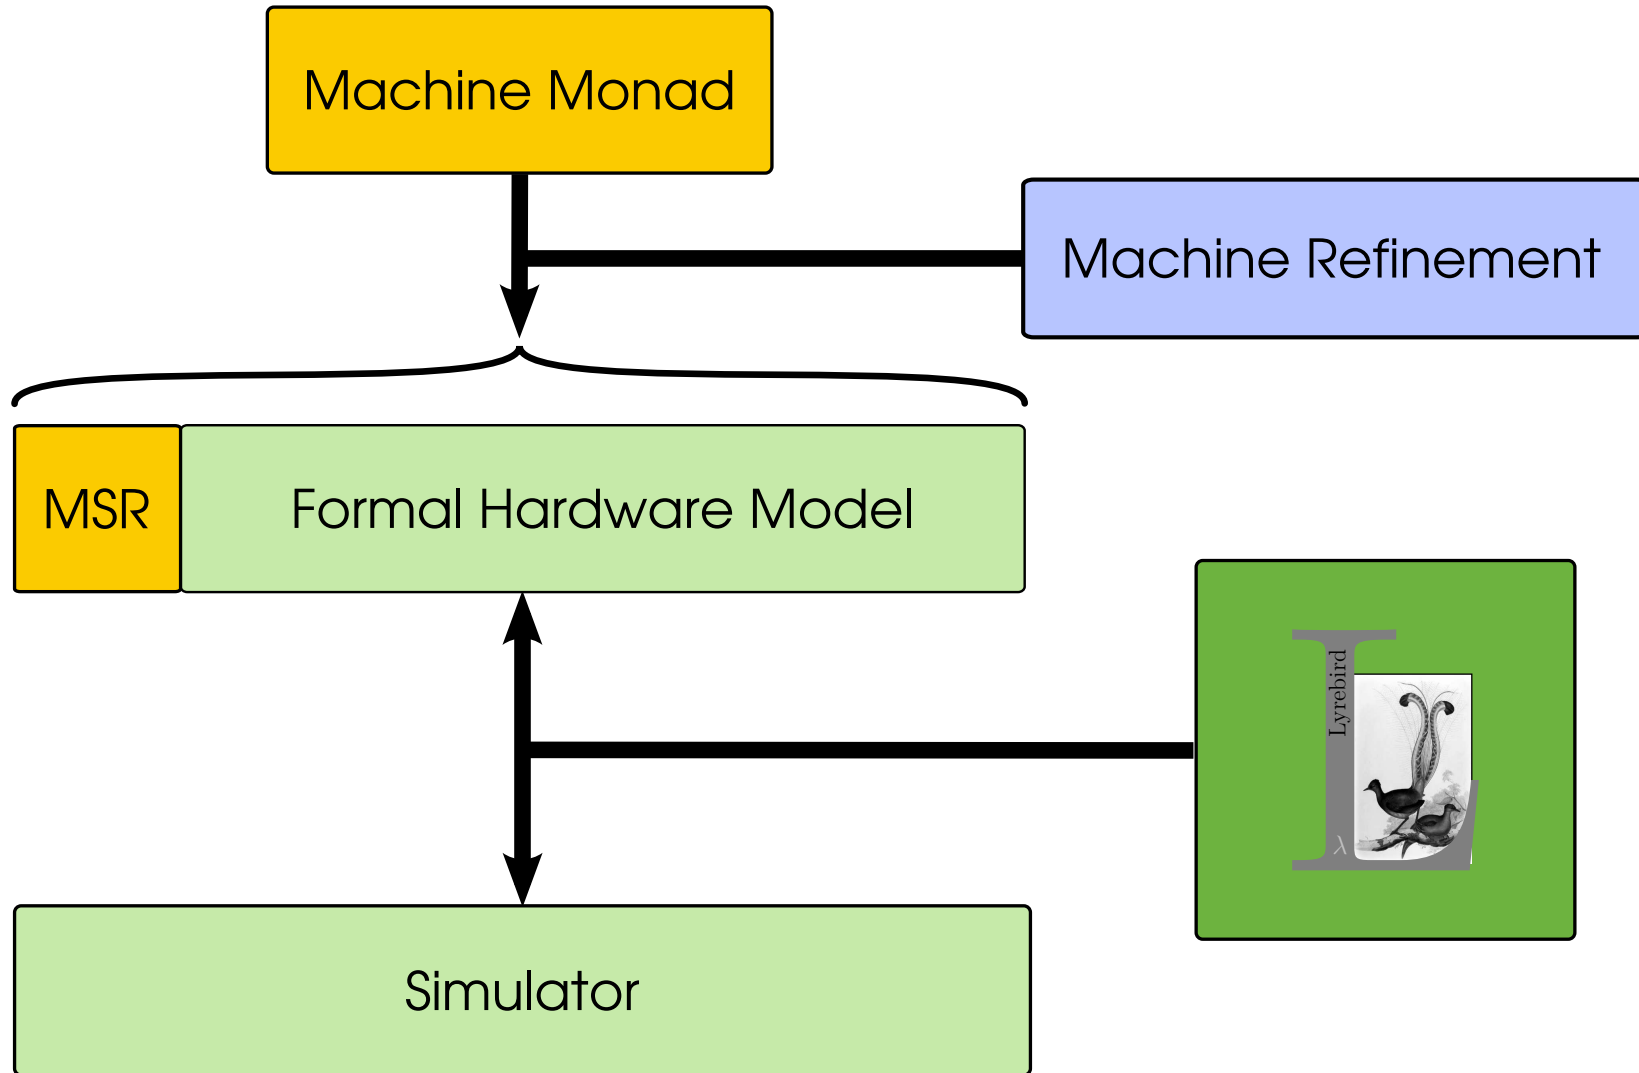 Machine Monad
Machine Refinement
MSR
Formal Hardware Model
L
Lyrebird
λ
Simulator